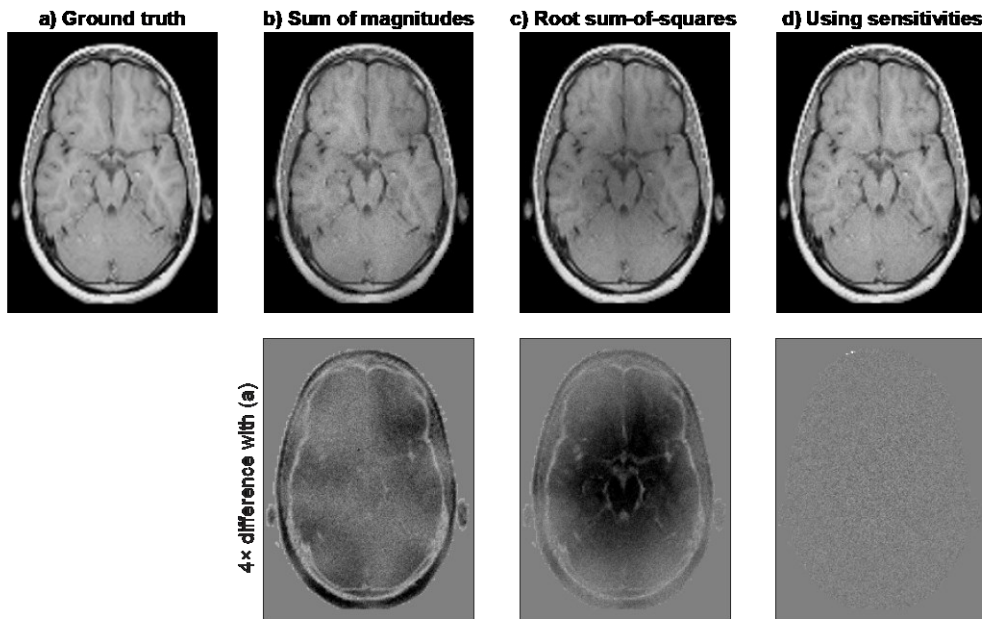 a) Ground truth
b) Sum of magnitudes
c) Root sum-of-squares
d) Using sensitivities
4× difference with (a)